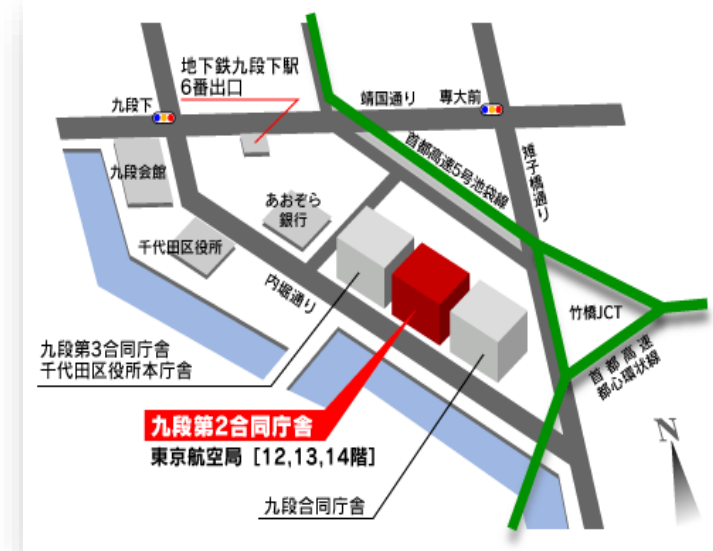 地下鉄九段下駅
6番出口
九段下
靖国通り
専大前
首都高速5号池袋線
雉子橋通り
九段会館
あおぞら
銀行
千代田区役所
内堀通り
竹橋JCT
首都高速
都心環状線
九段第3合同庁舎
千代田区役所本庁舎
九段第2合同庁舎
東京航空局 [12,13,14階]
九段合同庁舎
N